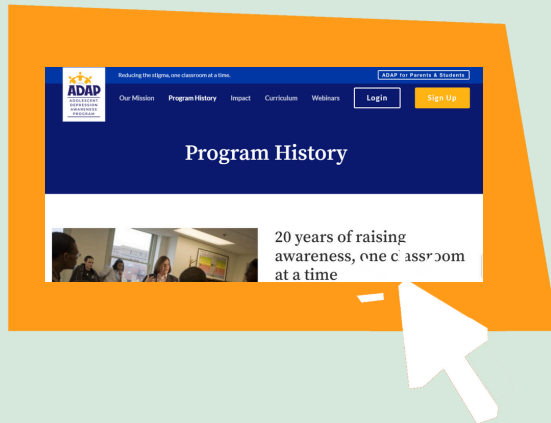 Reducing the stigma, one classroom at a time.
ADAP for Parents & Students
ADAP
ADOLESCENT
DEPRESSION
AWARENESS
PROGRAM
Our Mission Program History Impact Curriculum Webinars Login Sign Up
Program History
20 years of raising
awareness, one classroom
at a time